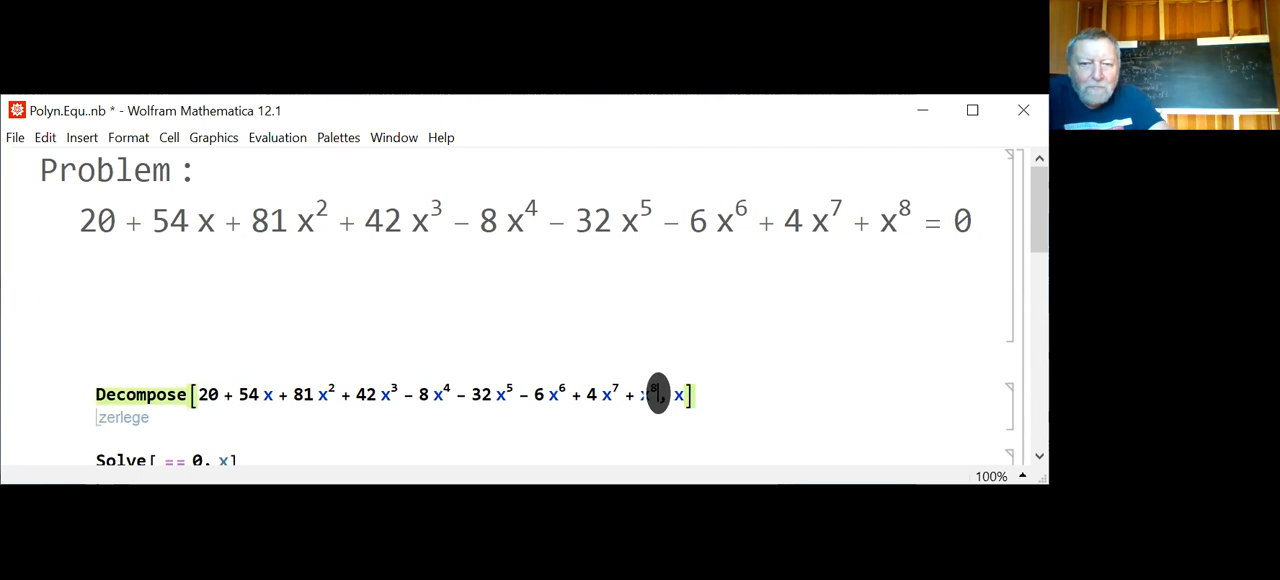 Polyn.Equ..nb * - Wolfram Mathematica 12.1
File Edit Insert Format Cell Graphics Evaluation Palettes Window Help
Problem :
20 + 54 x + 81 x² + 42 x³ − 8 x⁴ − 32 x⁵ − 6 x⁶ + 4 x⁷ + x⁸ = 0
Decompose[20 + 54 x + 81 x² + 42 x³ − 8 x⁴ − 32 x⁵ − 6 x⁶ + 4 x⁷ + x⁸, x]
zerlege
Solve[ == 0, x]
100%